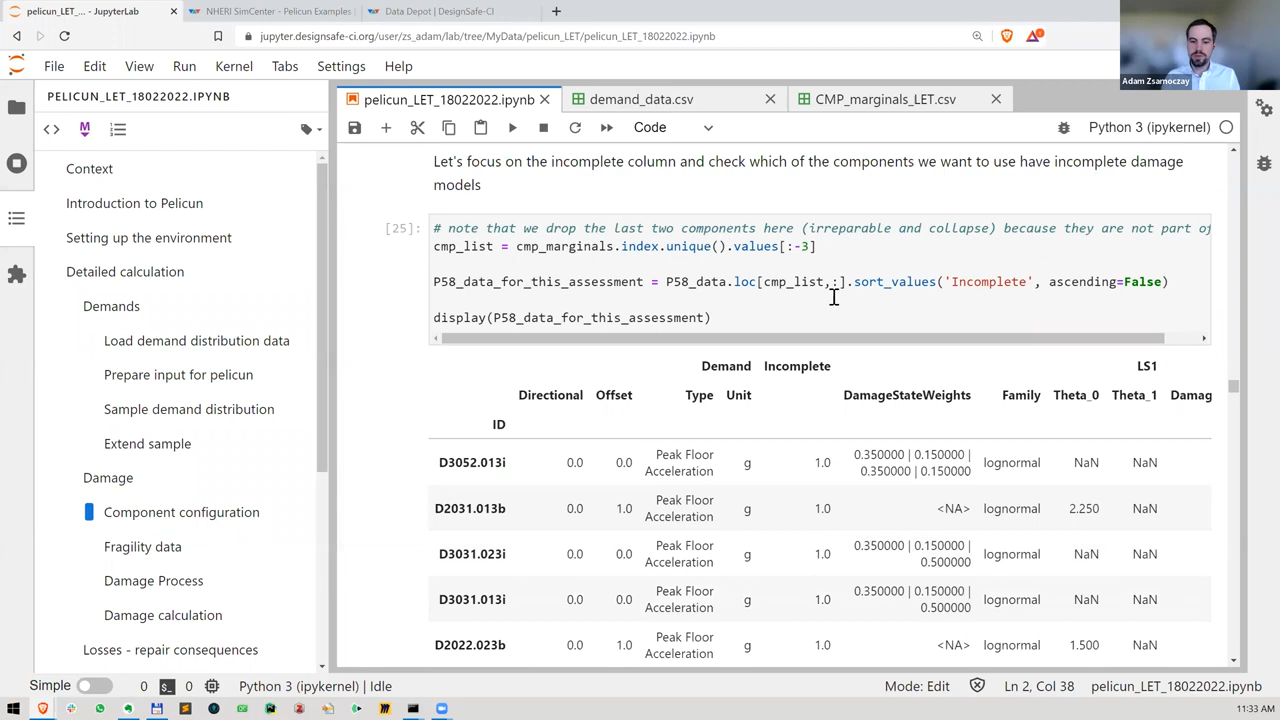 pelicun_LET_... - JupyterLab
NHERI SimCenter - Pelicun Examples
Data Depot | DesignSafe-CI
jupyter.designsafe-ci.org/user/zs_adam/lab/tree/MyData/pelicun_LET/pelicun_LET_18022022.ipynb
Adam Zsarnoczay
File Edit View Run Kernel Tabs Settings Help
PELICUN_LET_18022022.IPYNB
pelicun_LET_18022022.ipynb
demand_data.csv
CMP_marginals_LET.csv
Code
Python 3 (ipykernel)
Context
Introduction to Pelicun
Setting up the environment
Detailed calculation
Demands
Load demand distribution data
Prepare input for pelicun
Sample demand distribution
Extend sample
Damage
Component configuration
Fragility data
Damage Process
Damage calculation
Losses - repair consequences
Let's focus on the incomplete column and check which of the components we want to use have incomplete damage
models
[25]:
# note that we drop the last two components here (irreparable and collapse) because they are not part of
cmp_list = cmp_marginals.index.unique().values[:-3]
P58_data_for_this_assessment = P58_data.loc[cmp_list,:].sort_values('Incomplete', ascending=False)
display(P58_data_for_this_assessment)
Demand Incomplete LS1
Directional Offset Type Unit DamageStateWeights Family Theta_0 Theta_1 Damag
ID
D3052.013i 0.0 0.0 Peak Floor Acceleration g 1.0 0.350000 | 0.150000 | 0.350000 | 0.150000 lognormal NaN NaN
D2031.013b 0.0 1.0 Peak Floor Acceleration g 1.0 <NA> lognormal 2.250 NaN
D3031.023i 0.0 0.0 Peak Floor Acceleration g 1.0 0.350000 | 0.150000 | 0.500000 lognormal NaN NaN
D3031.013i 0.0 0.0 Peak Floor Acceleration g 1.0 0.350000 | 0.150000 | 0.500000 lognormal NaN NaN
D2022.023b 0.0 1.0 Peak Floor Acceleration g 1.0 <NA> lognormal 1.500 NaN
Simple 0 0 Python 3 (ipykernel) | Idle
Mode: Edit Ln 2, Col 38 pelicun_LET_18022022.ipynb
11:33 AM